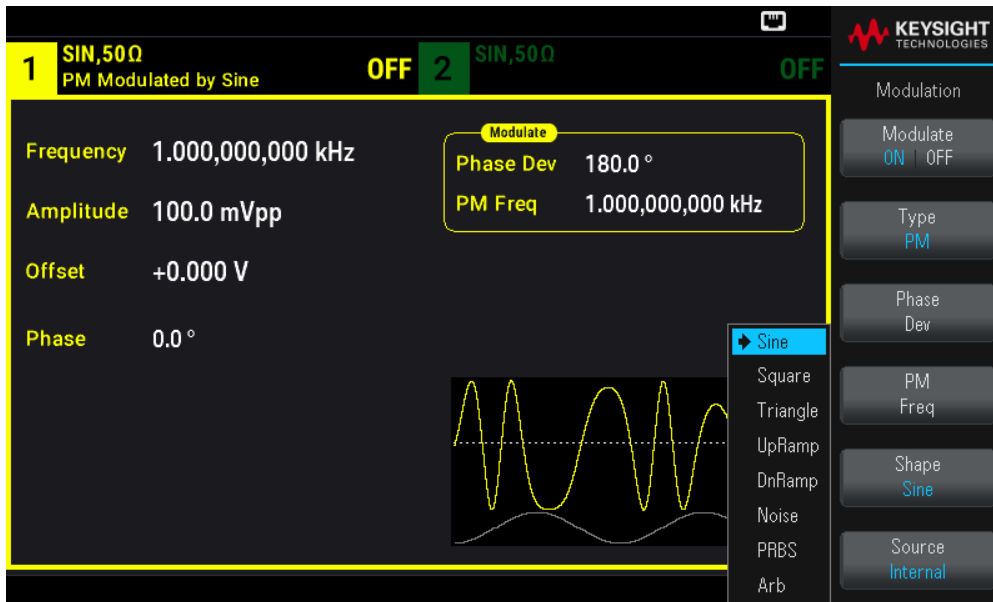 KEYSIGHT
TECHNOLOGIES
1 SIN,50Ω
PM Modulated by Sine OFF
2 SIN,50Ω OFF
Modulation
Frequency 1.000,000,000 kHz
Amplitude 100.0 mVpp
Offset +0.000 V
Phase 0.0 °
Modulate
Phase Dev 180.0 °
PM Freq 1.000,000,000 kHz
Sine
Square
Triangle
UpRamp
DnRamp
Noise
PRBS
Arb
Modulate
ON | OFF
Type
PM
Phase
Dev
PM
Freq
Shape
Sine
Source
Internal